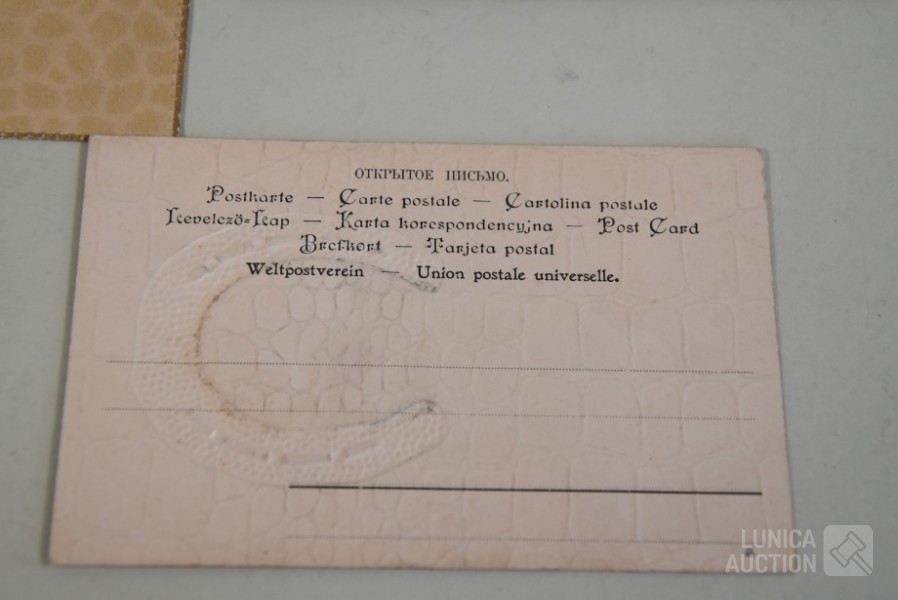 ОТКРЫТОЕ ПИСЬМО.
Postkarte — Carte postale — Cartolina postale
Levelezö-Lap — Karta korespondencyjna — Post Card
Brefkort — Tarjeta postal
Weltpostverein — Union postale universelle.
LUNICA
AUCTION